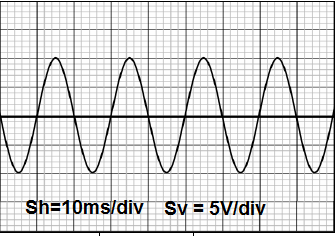 Sh=10ms/div Sv = 5V/div